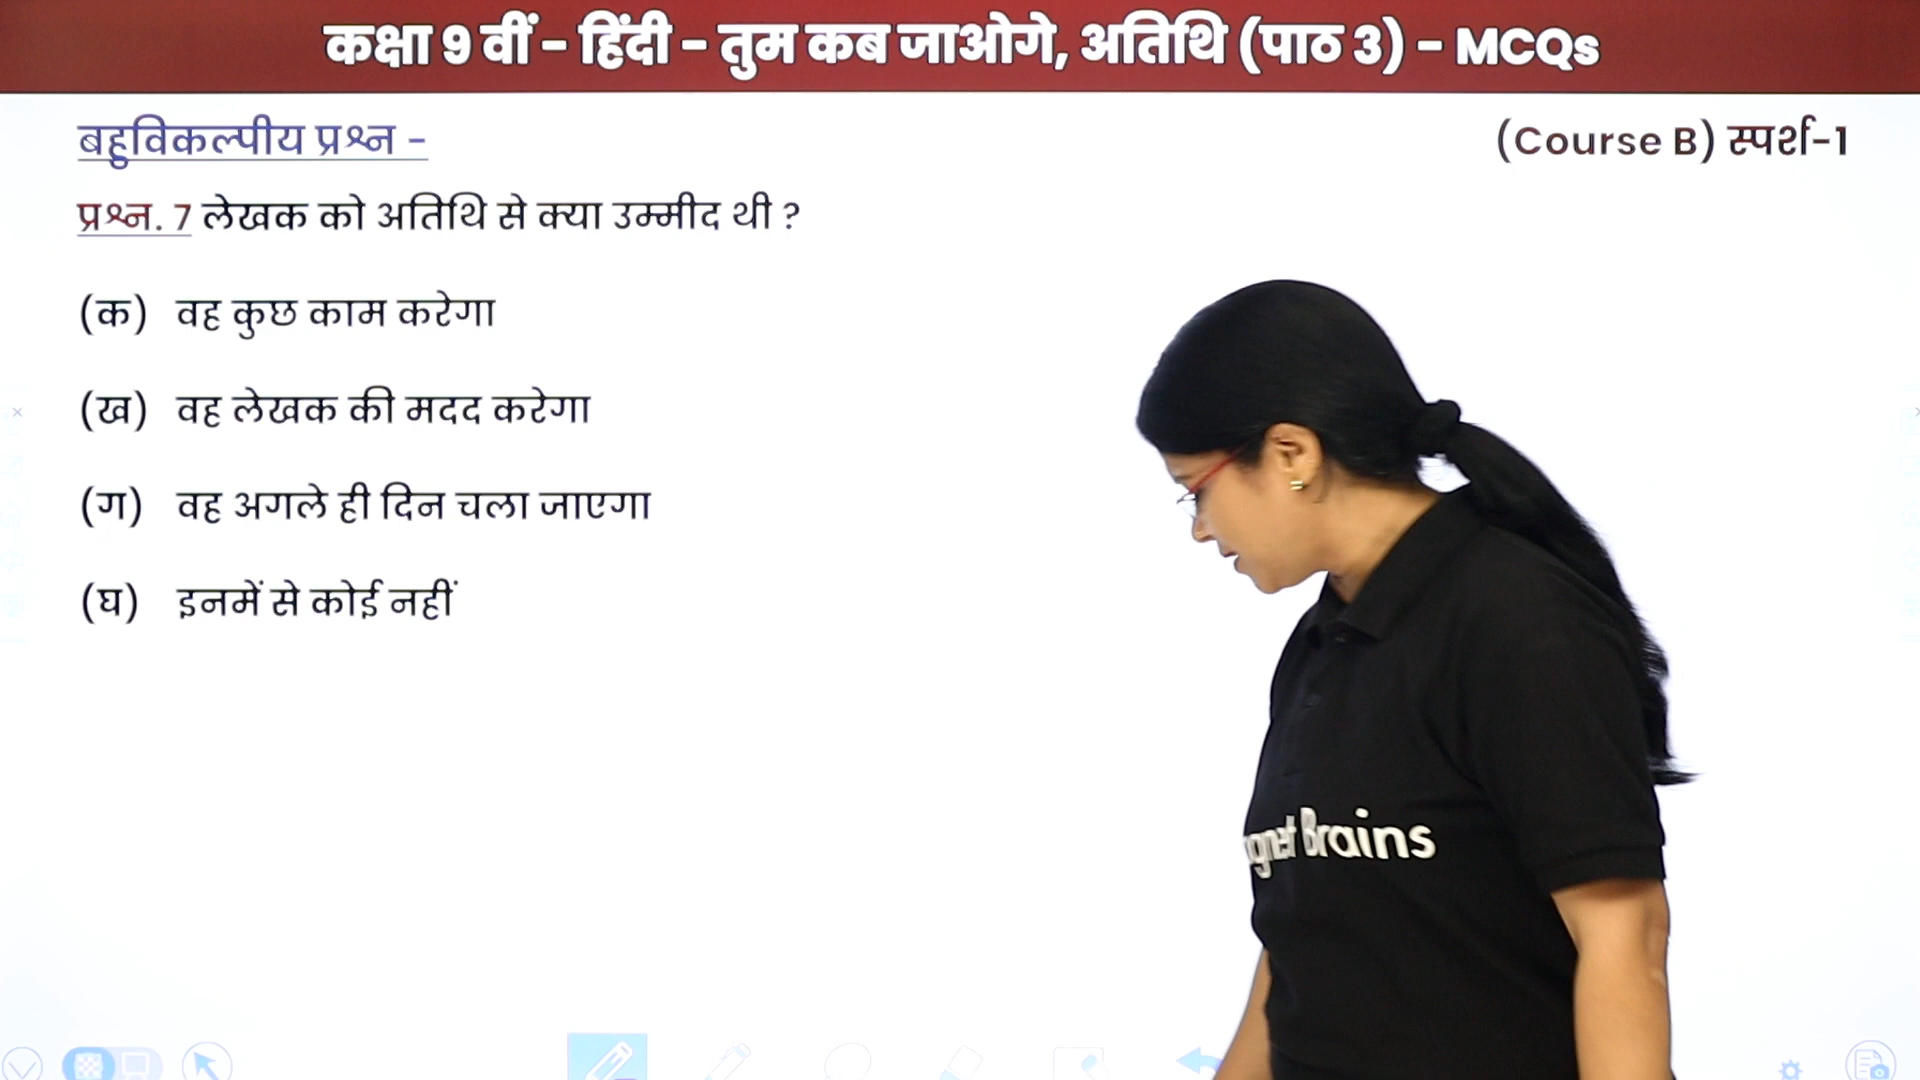 कक्षा 9 वीं – हिंदी – तुम कब जाओगे, अतिथि (पाठ 3) – MCQs
बहुविकल्पीय प्रश्न –
(Course B) स्पर्श-1
प्रश्न. 7 लेखक को अतिथि से क्या उम्मीद थी ?
(क) वह कुछ काम करेगा
(ख) वह लेखक की मदद करेगा
(ग) वह अगले ही दिन चला जाएगा
(घ) इनमें से कोई नहीं
Brains